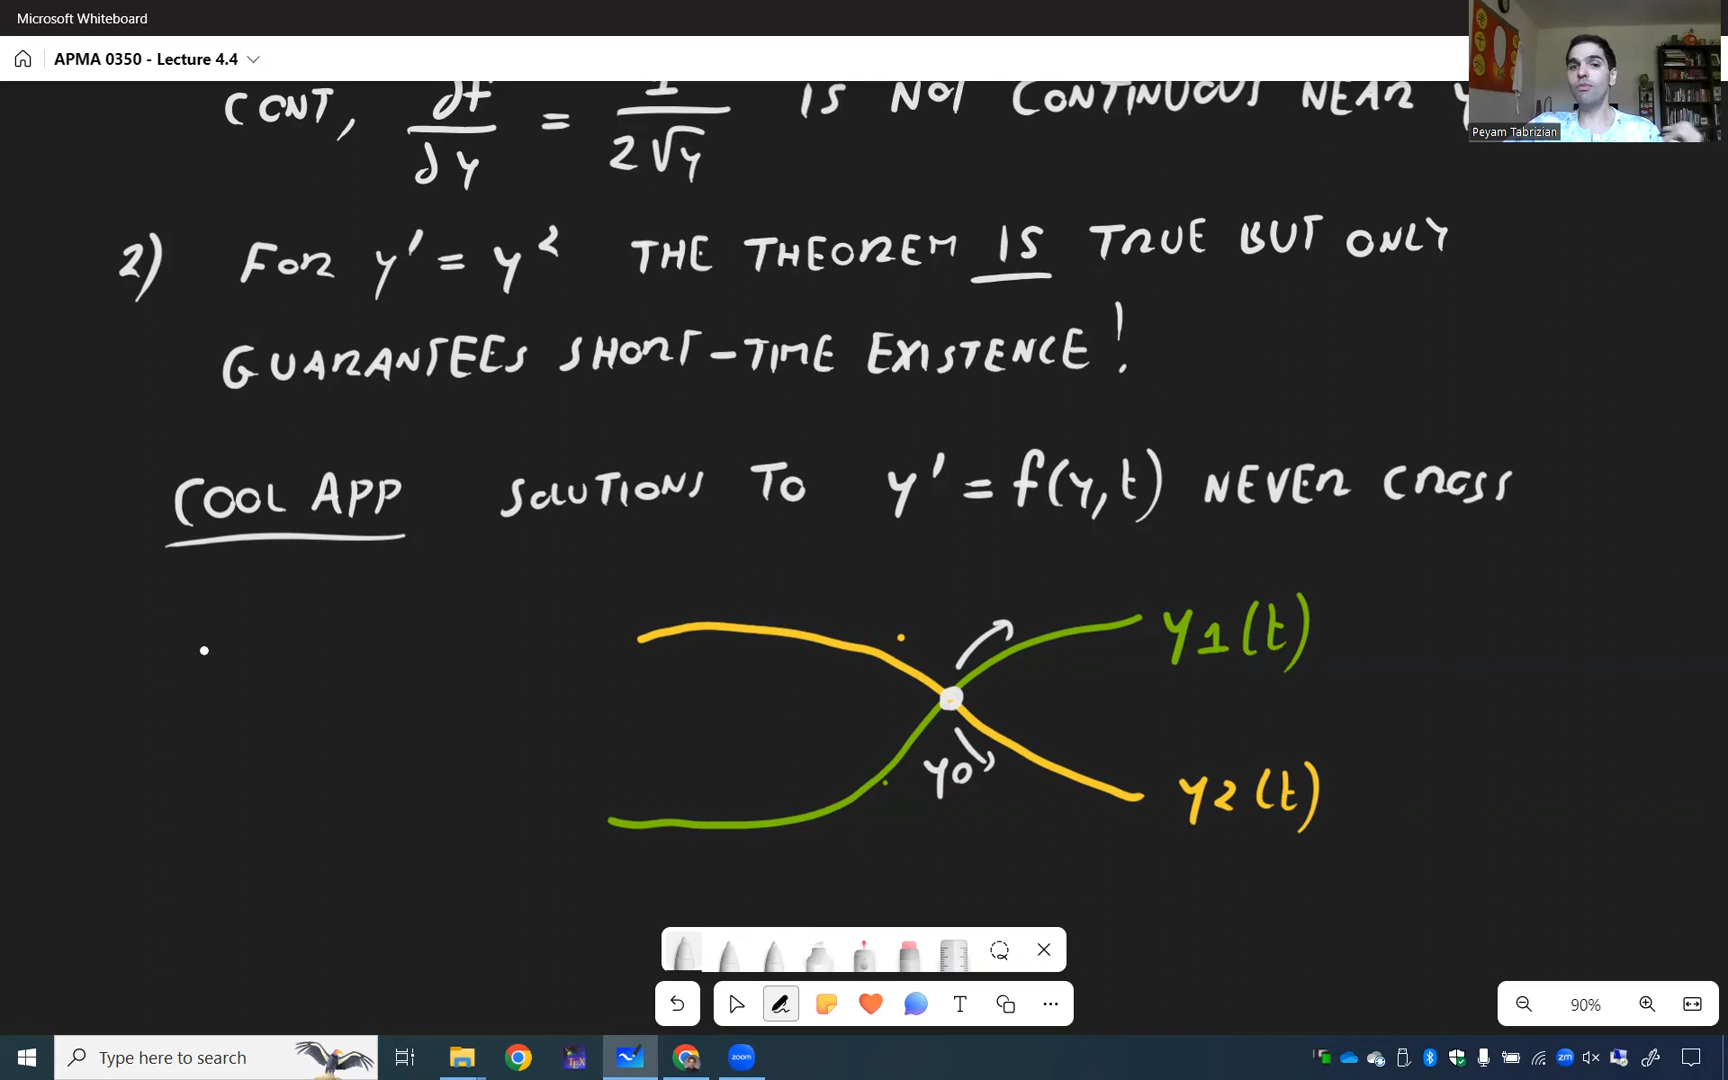 Microsoft Whiteboard
APMA 0350 - Lecture 4.4
Peyam Tabrizian
CONT, ∂f/∂y = 1/(2√y) IS NOT CONTINUOUS NEAR
2) FOR y' = y² THE THEOREM IS TRUE BUT ONLY
GUARANTEES SHORT-TIME EXISTENCE!
COOL APP SOLUTIONS TO y' = f(y,t) NEVER CROSS
y1(t)
y0
y2(t)
T
90%
Type here to search
zoom